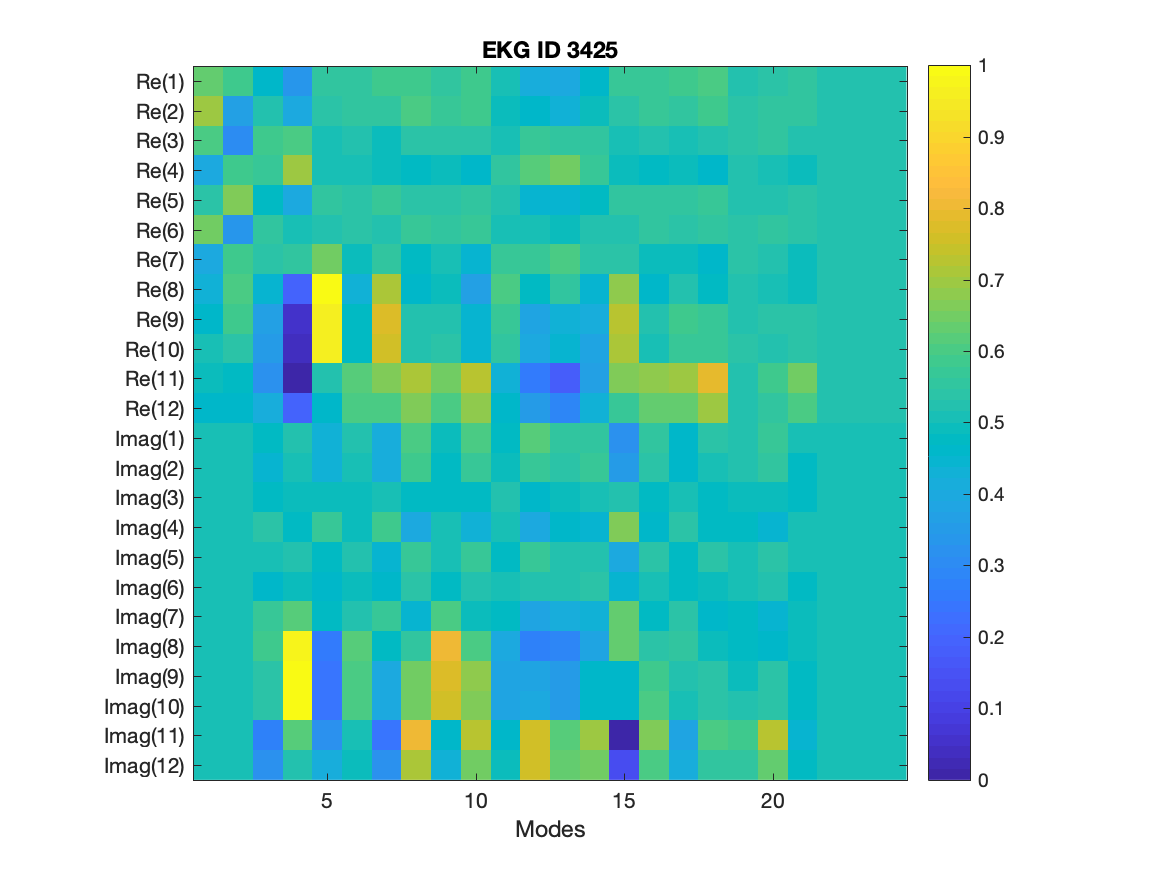 EKG ID 3425
Re(1)
Re(2)
Re(3)
Re(4)
Re(5)
Re(6)
Re(7)
Re(8)
Re(9)
Re(10)
Re(11)
Re(12)
Imag(1)
Imag(2)
Imag(3)
Imag(4)
Imag(5)
Imag(6)
Imag(7)
Imag(8)
Imag(9)
Imag(10)
Imag(11)
Imag(12)
5 10 15 20
Modes
1
0.9
0.8
0.7
0.6
0.5
0.4
0.3
0.2
0.1
0